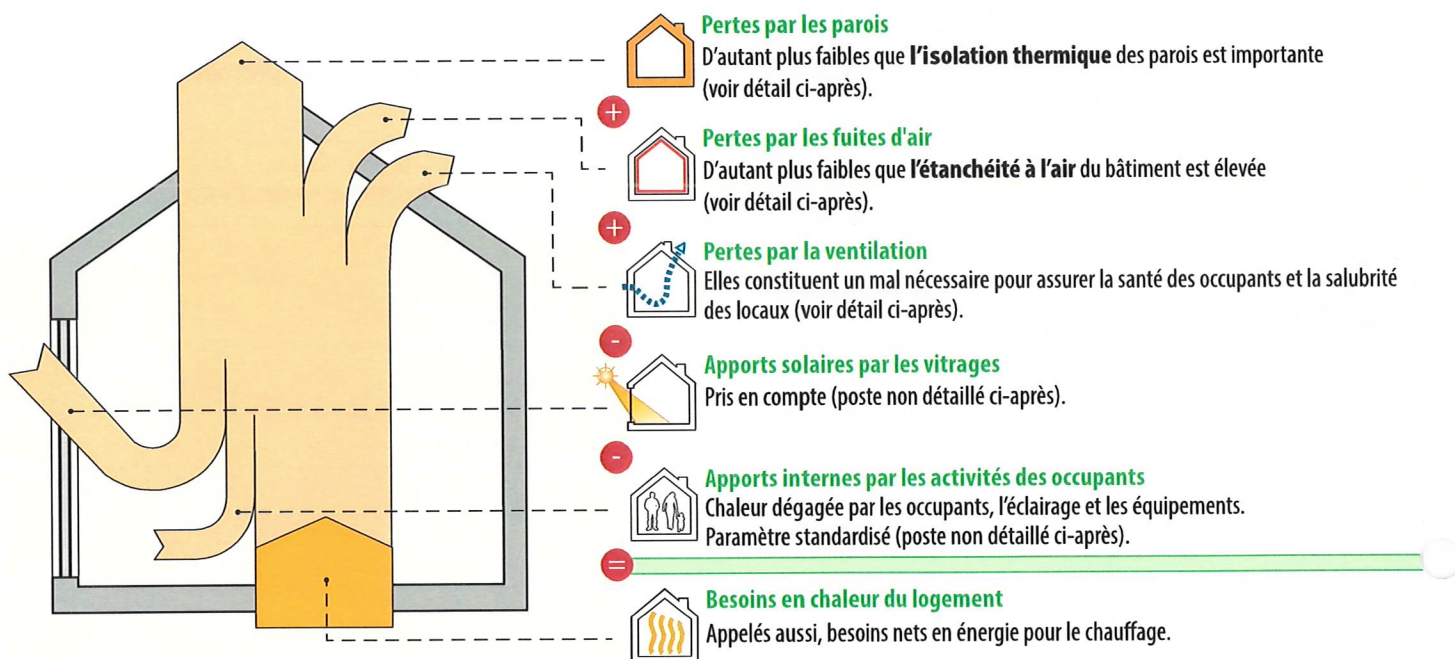 Pertes par les parois
D'autant plus faibles que l'isolation thermique des parois est importante
(voir détail ci-après).
+
Pertes par les fuites d'air
D'autant plus faibles que l'étanchéité à l'air du bâtiment est élevée
(voir détail ci-après).
+
Pertes par la ventilation
Elles constituent un mal nécessaire pour assurer la santé des occupants et la salubrité
des locaux (voir détail ci-après).
-
Apports solaires par les vitrages
Pris en compte (poste non détaillé ci-après).
-
Apports internes par les activités des occupants
Chaleur dégagée par les occupants, l'éclairage et les équipements.
Paramètre standardisé (poste non détaillé ci-après).
=
Besoins en chaleur du logement
Appelés aussi, besoins nets en énergie pour le chauffage.